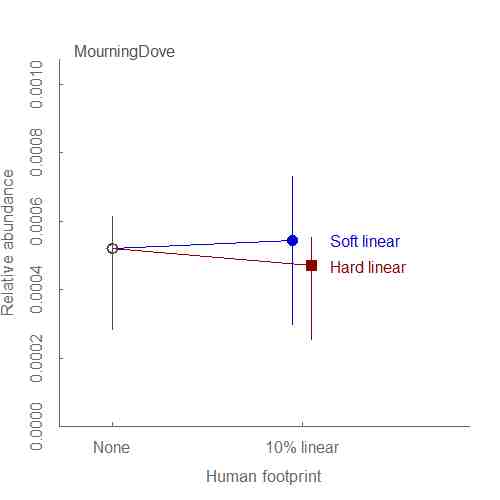 MourningDove
0.0010
0.0008
0.0006
0.0004
0.0002
0.0000
Relative abundance
Soft linear
Hard linear
None
10% linear
Human footprint